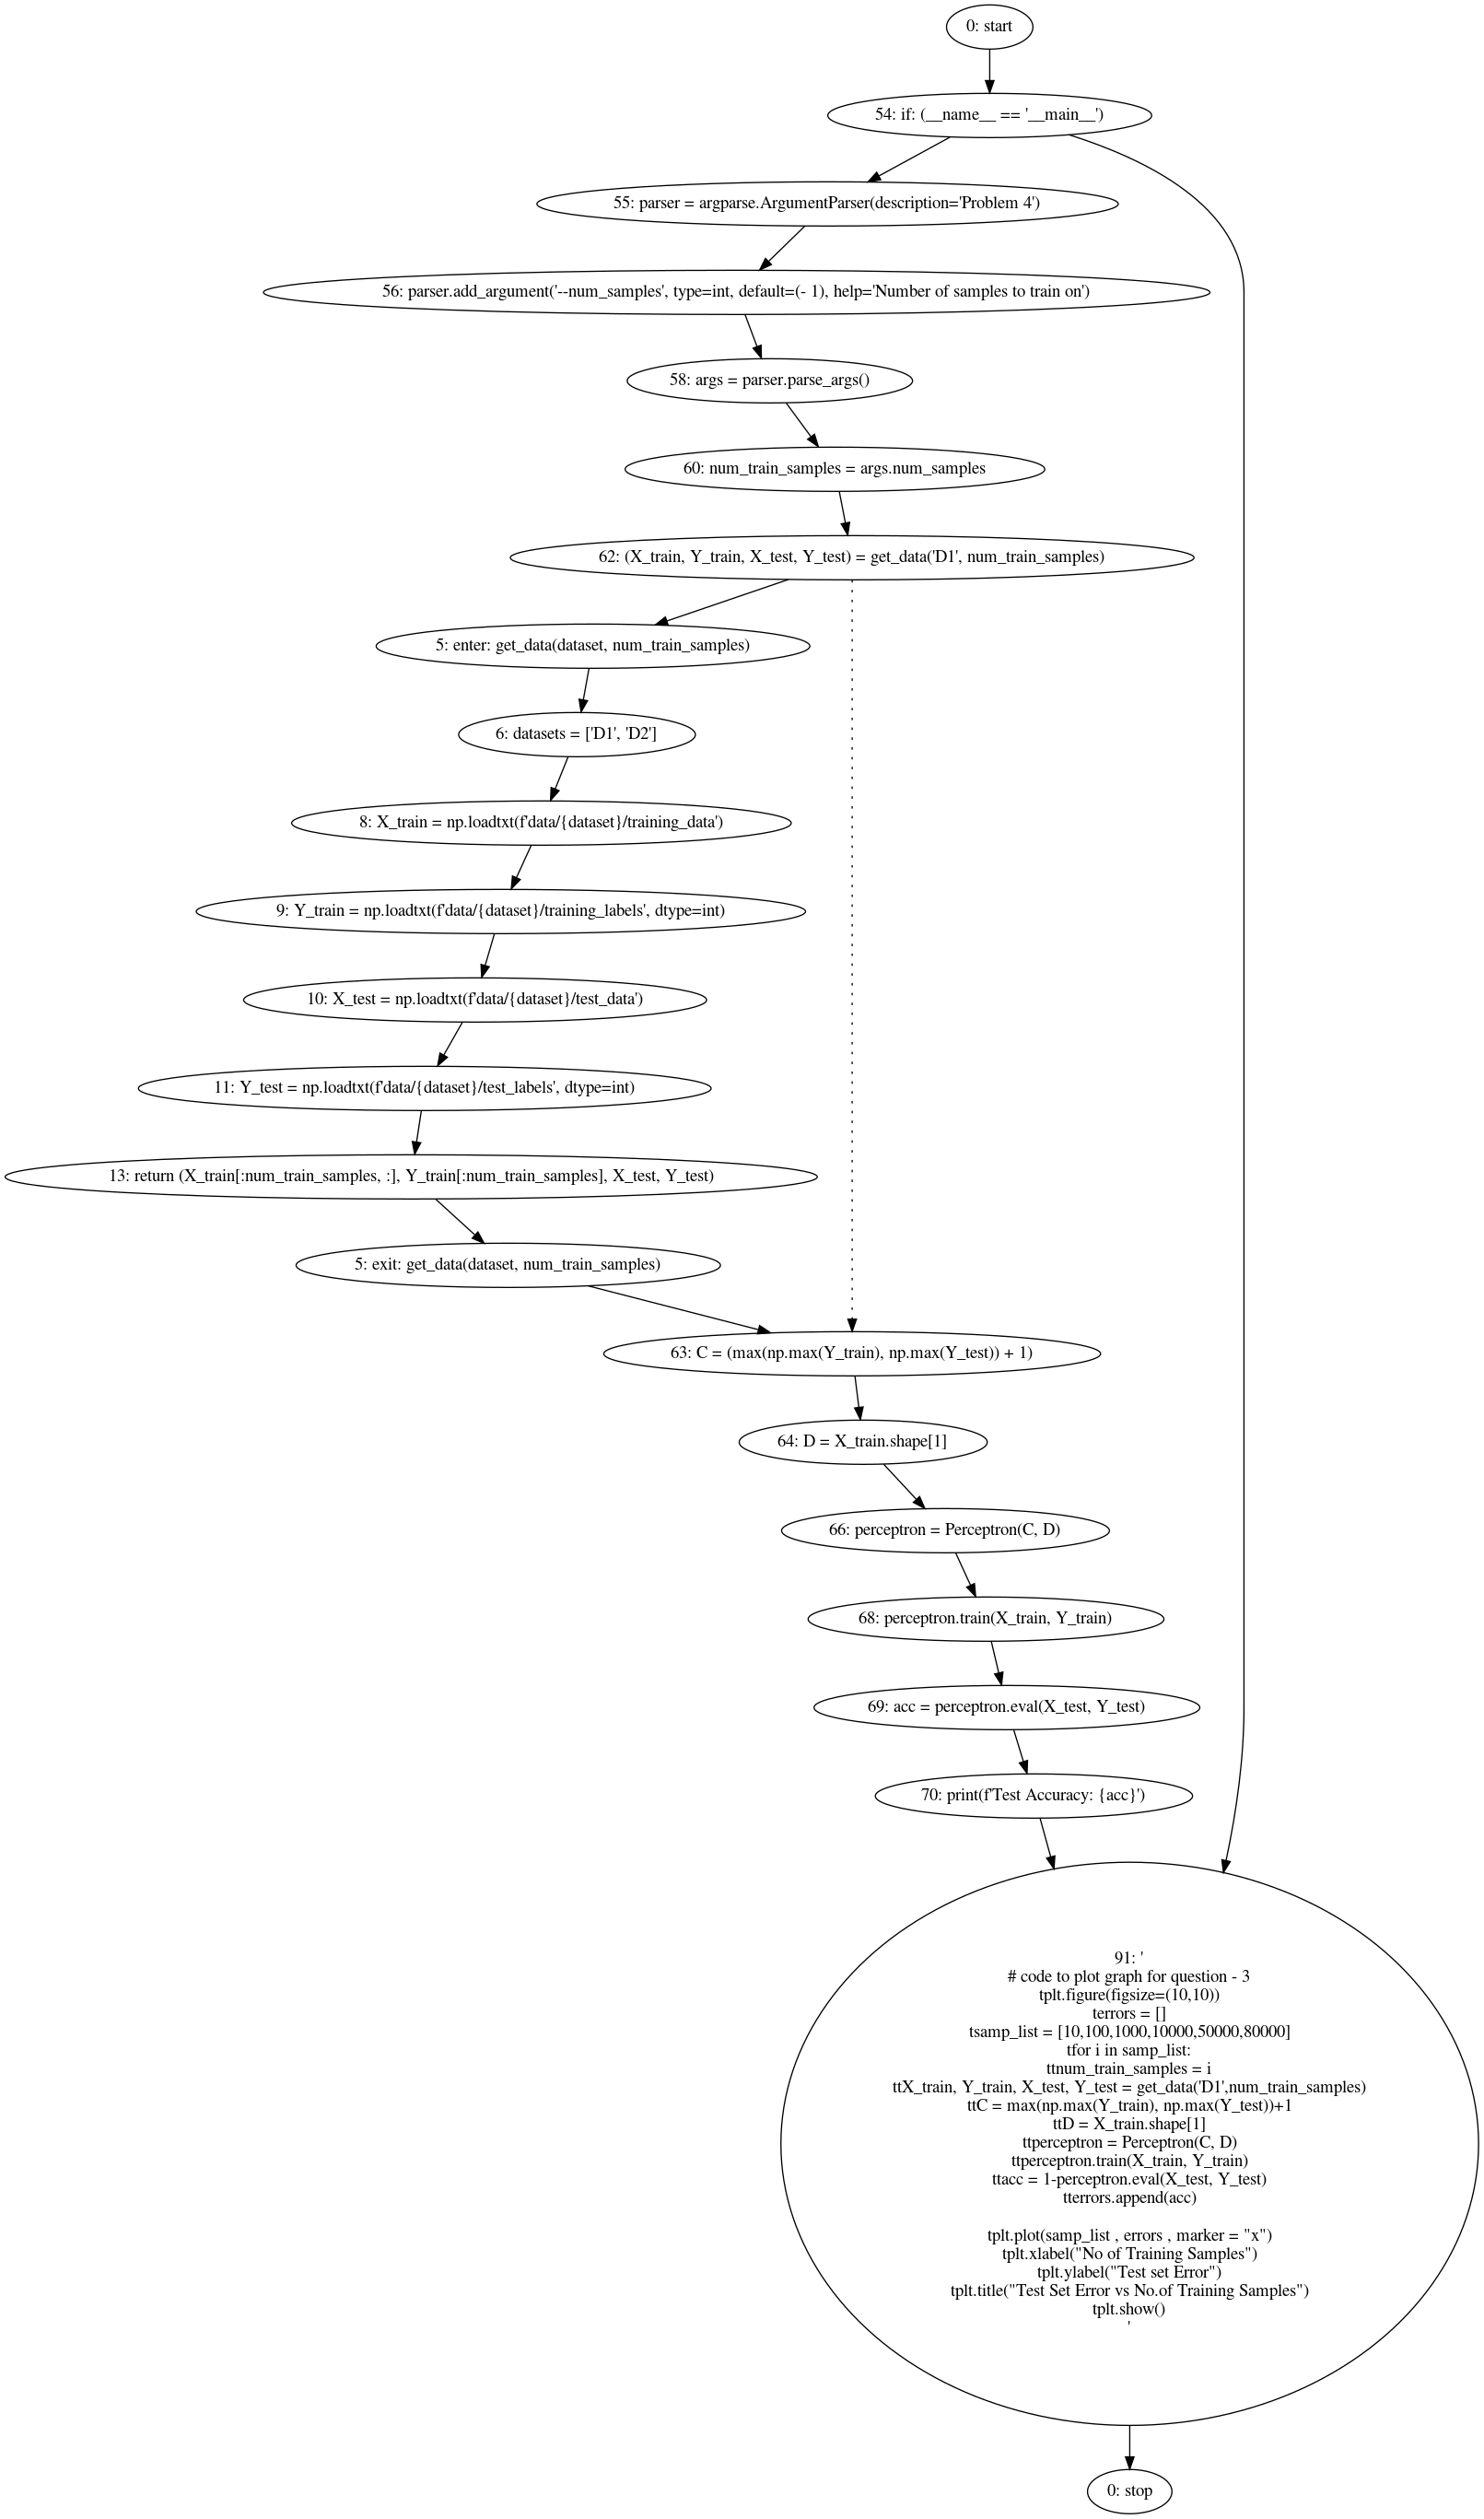 0: start
54: if: (__name__ == '__main__')
55: parser = argparse.ArgumentParser(description='Problem 4')
56: parser.add_argument('--num_samples', type=int, default=(- 1), help='Number of samples to train on')
58: args = parser.parse_args()
60: num_train_samples = args.num_samples
62: (X_train, Y_train, X_test, Y_test) = get_data('D1', num_train_samples)
5: enter: get_data(dataset, num_train_samples)
6: datasets = ['D1', 'D2']
8: X_train = np.loadtxt(f'data/{dataset}/training_data')
9: Y_train = np.loadtxt(f'data/{dataset}/training_labels', dtype=int)
10: X_test = np.loadtxt(f'data/{dataset}/test_data')
11: Y_test = np.loadtxt(f'data/{dataset}/test_labels', dtype=int)
13: return (X_train[:num_train_samples, :], Y_train[:num_train_samples], X_test, Y_test)
5: exit: get_data(dataset, num_train_samples)
63: C = (max(np.max(Y_train), np.max(Y_test)) + 1)
64: D = X_train.shape[1]
66: perceptron = Perceptron(C, D)
68: perceptron.train(X_train, Y_train)
69: acc = perceptron.eval(X_test, Y_test)
70: print(f'Test Accuracy: {acc}')
91: '
# code to plot graph for question - 3
tplt.figure(figsize=(10,10))
terrors = []
tsamp_list = [10,100,1000,10000,50000,80000]
tfor i in samp_list:
ttnum_train_samples = i
ttX_train, Y_train, X_test, Y_test = get_data('D1',num_train_samples)
ttC = max(np.max(Y_train), np.max(Y_test))+1
ttD = X_train.shape[1]
ttperceptron = Perceptron(C, D)
ttperceptron.train(X_train, Y_train)
ttacc = 1-perceptron.eval(X_test, Y_test)
tterrors.append(acc)
tplt.plot(samp_list , errors , marker = "x")
tplt.xlabel("No of Training Samples")
tplt.ylabel("Test set Error")
tplt.title("Test Set Error vs No.of Training Samples")
tplt.show()
'
0: stop